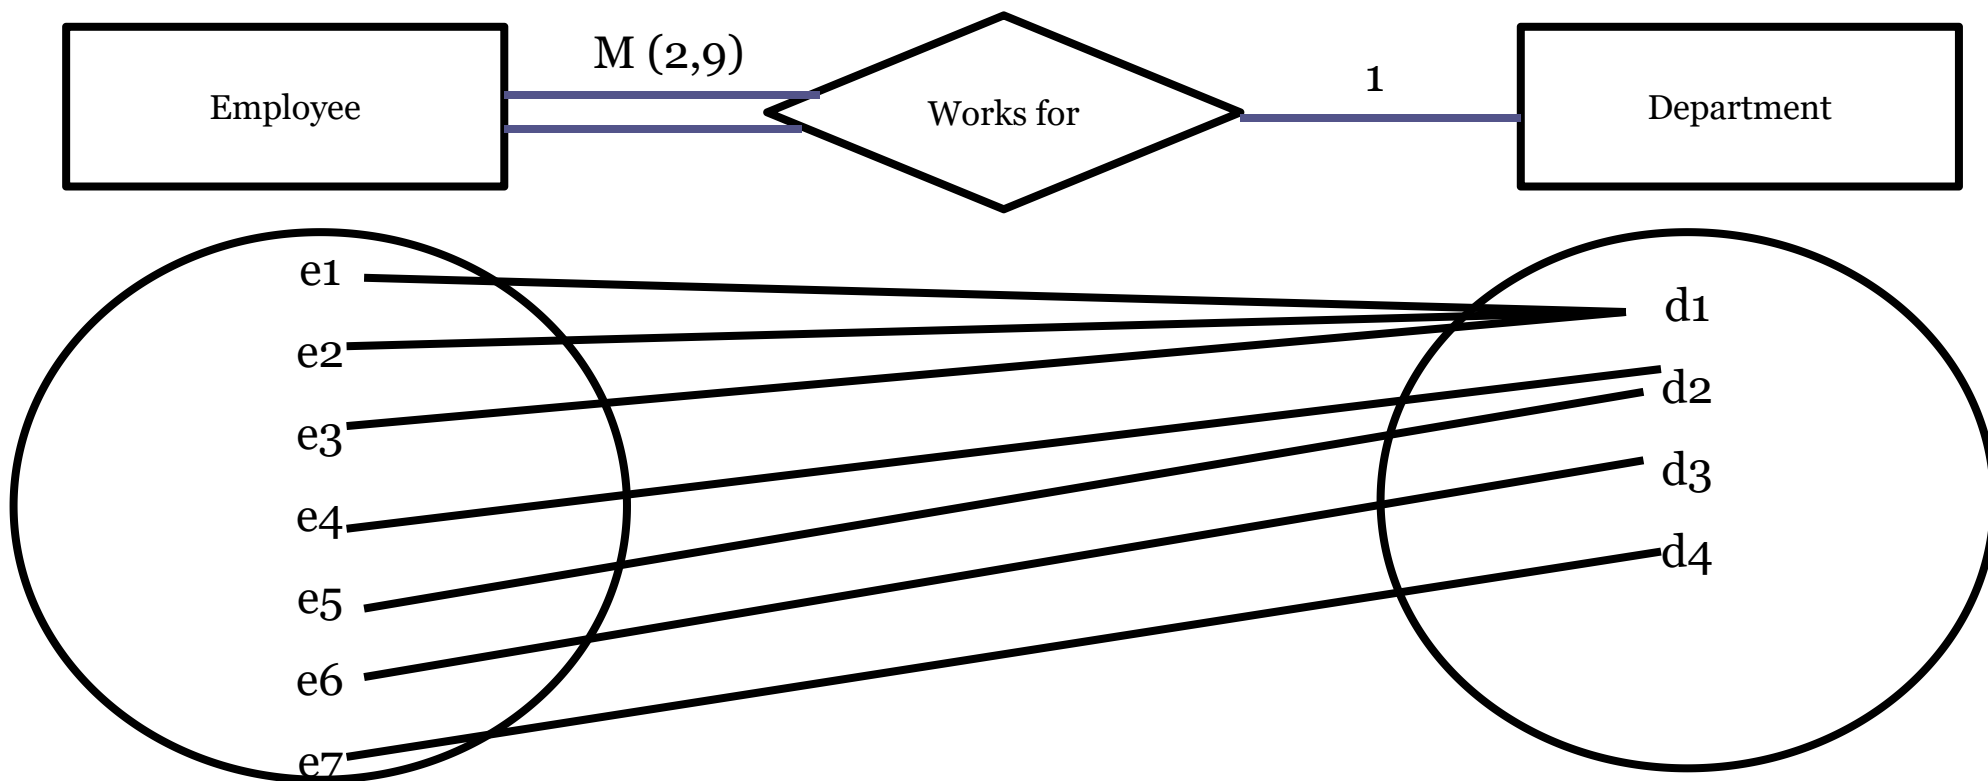 M (2,9)
1
Employee
Works for
Department
e1
e2
e3
e4
e5
e6
e7
d1
d2
d3
d4